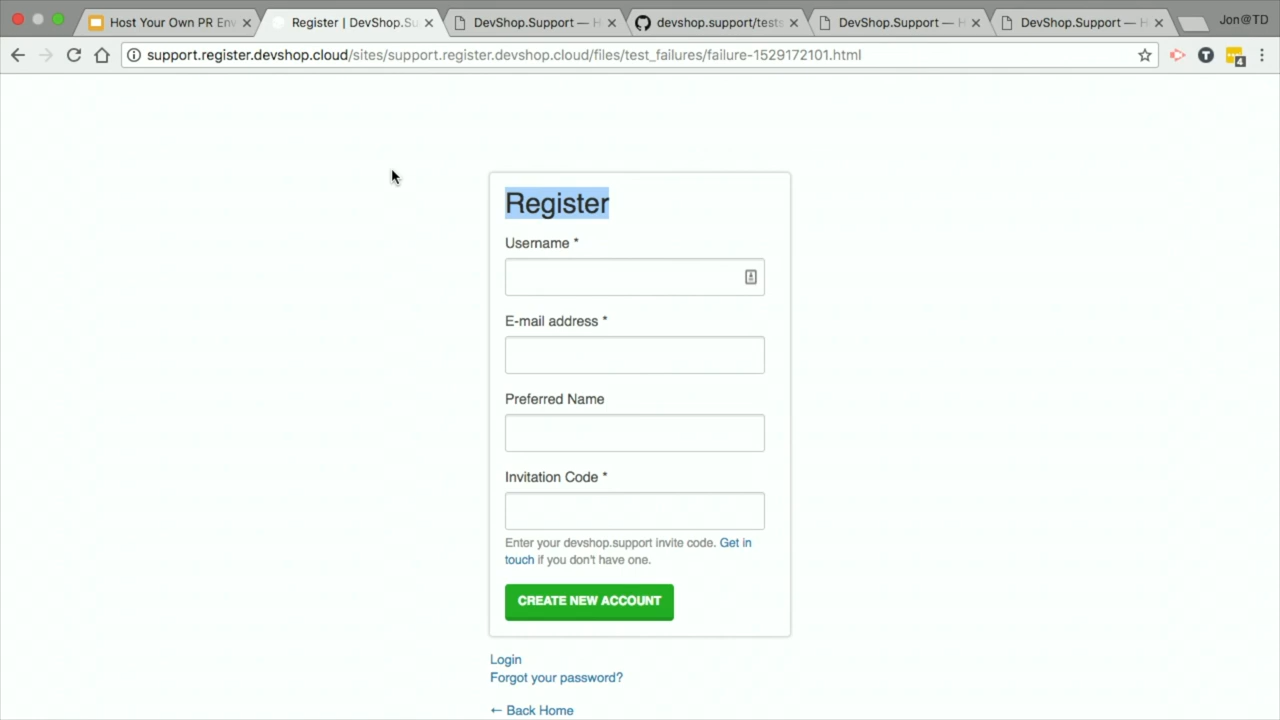 Host Your Own PR Env
Register | DevShop.Su
DevShop.Support — H
devshop.support/tests
DevShop.Support — H
DevShop.Support — H
Jon@TD
support.register.devshop.cloud/sites/support.register.devshop.cloud/files/test_failures/failure-1529172101.html
T
4
Register
Username *
E-mail address *
Preferred Name
Invitation Code *
Enter your devshop.support invite code. Get in
touch if you don't have one.
CREATE NEW ACCOUNT
Login
Forgot your password?
← Back Home